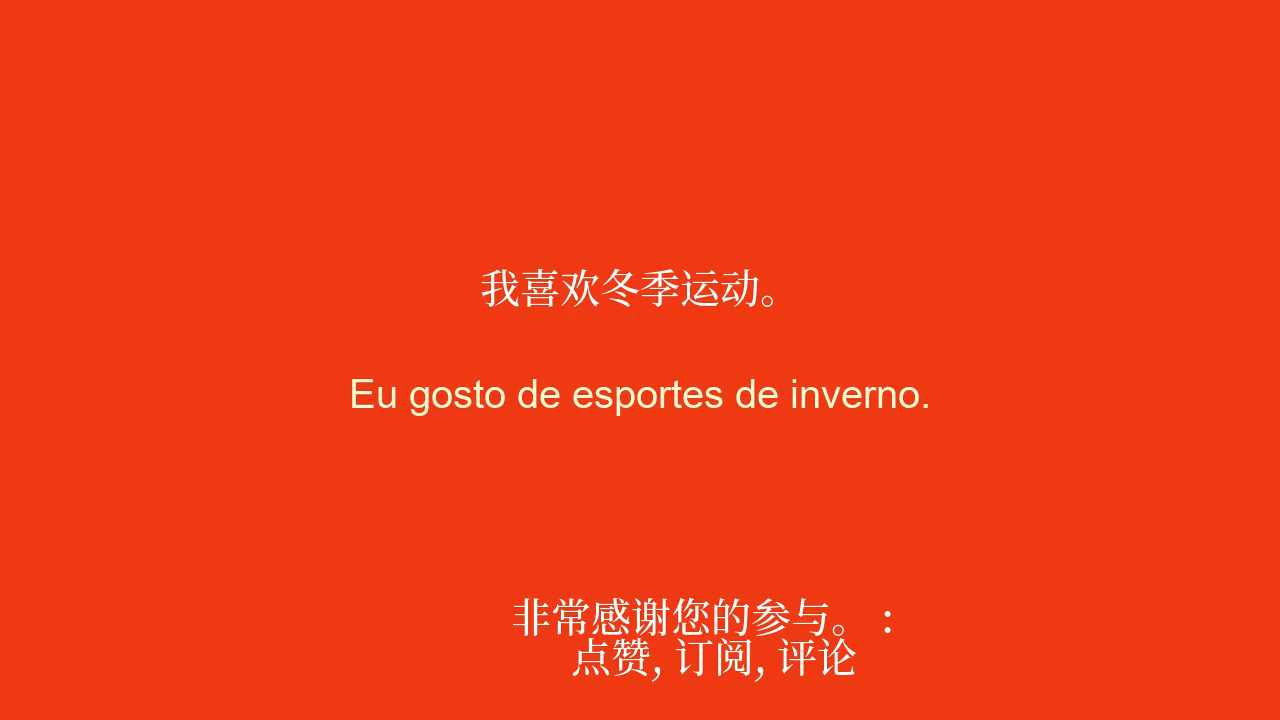 我喜欢冬季运动。
Eu gosto de esportes de inverno.
非常感谢您的参与。 :
点赞, 订阅, 评论